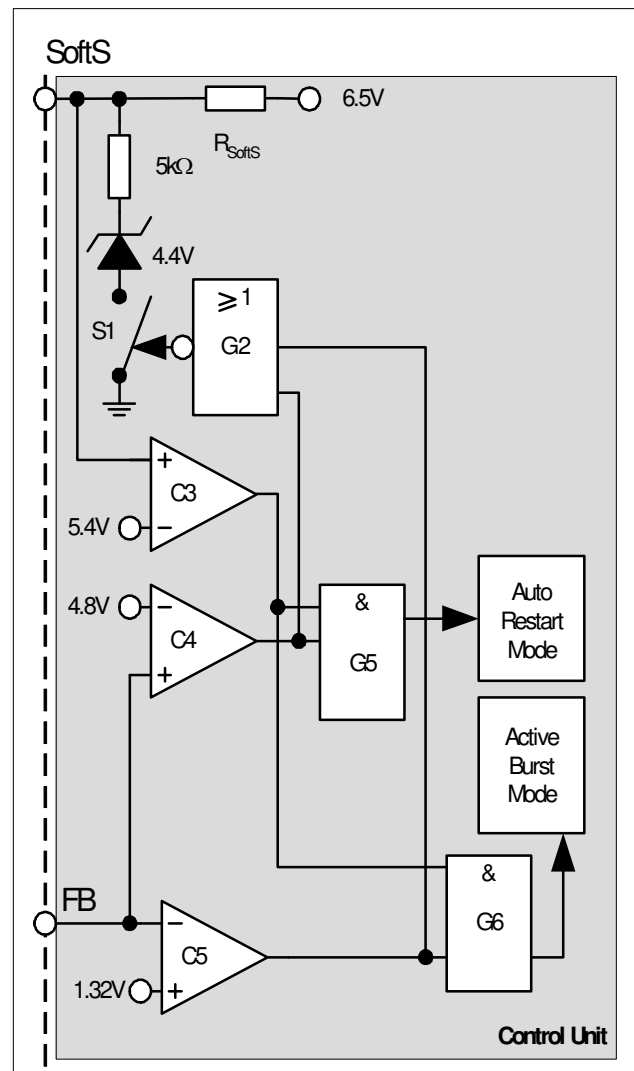 SoftS
6.5V
R_SoftS
5kΩ
4.4V
≥1
S1
G2
+
C3
5.4V
−
&
Auto
Restart
Mode
4.8V
−
C4
G5
+
Active
Burst
Mode
FB
&
−
C5
G6
1.32V
+
Control Unit